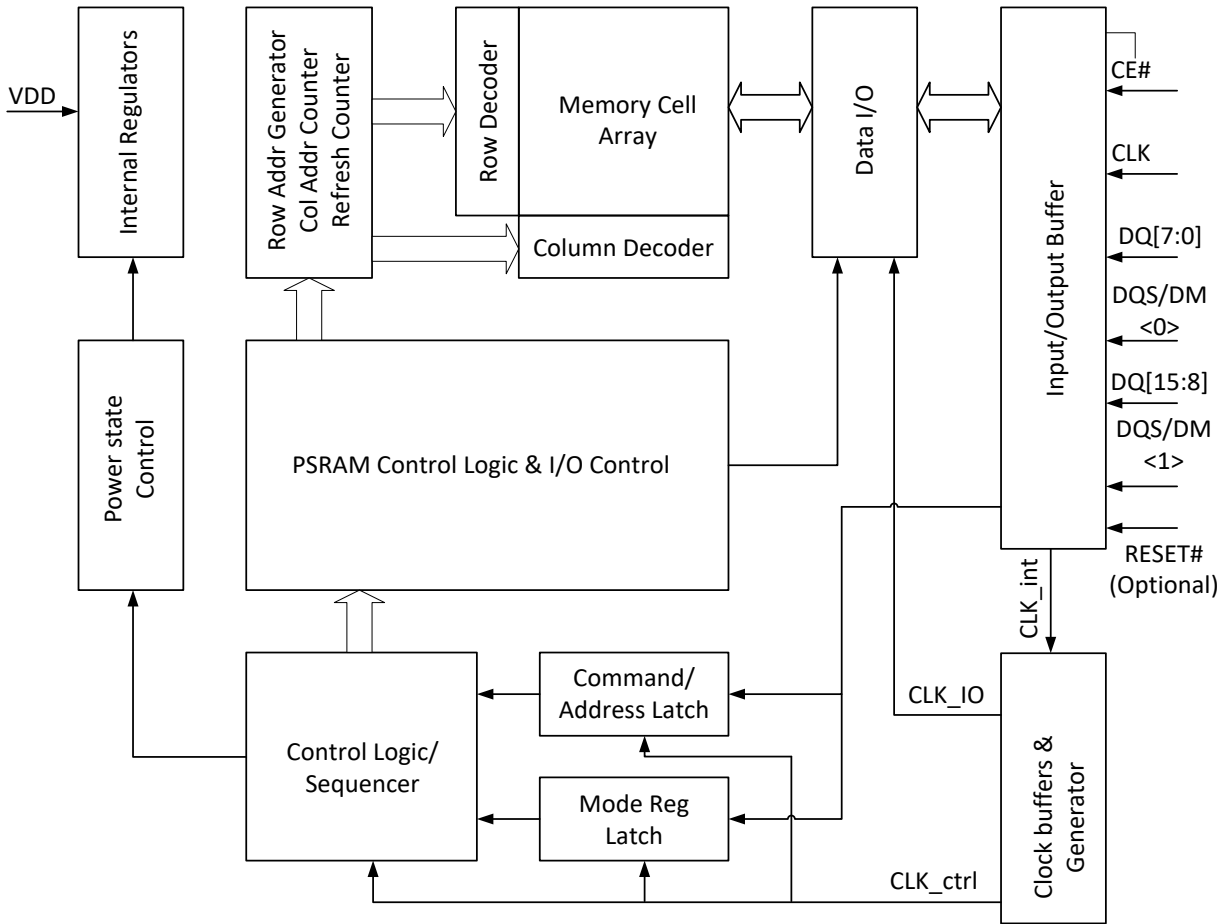 VDD
Internal Regulators
Row Addr Generator
Col Addr Counter
Refresh Counter
Row Decoder
Memory Cell
Array
Column Decoder
Data I/O
Input/Output Buffer
CE#
CLK
DQ[7:0]
DQS/DM
<0>
DQ[15:8]
DQS/DM
<1>
RESET#
(Optional)
Power state
Control
PSRAM Control Logic & I/O Control
CLK_int
Control Logic/
Sequencer
Command/
Address Latch
Mode Reg
Latch
CLK_IO
CLK_ctrl
Clock buffers &
Generator